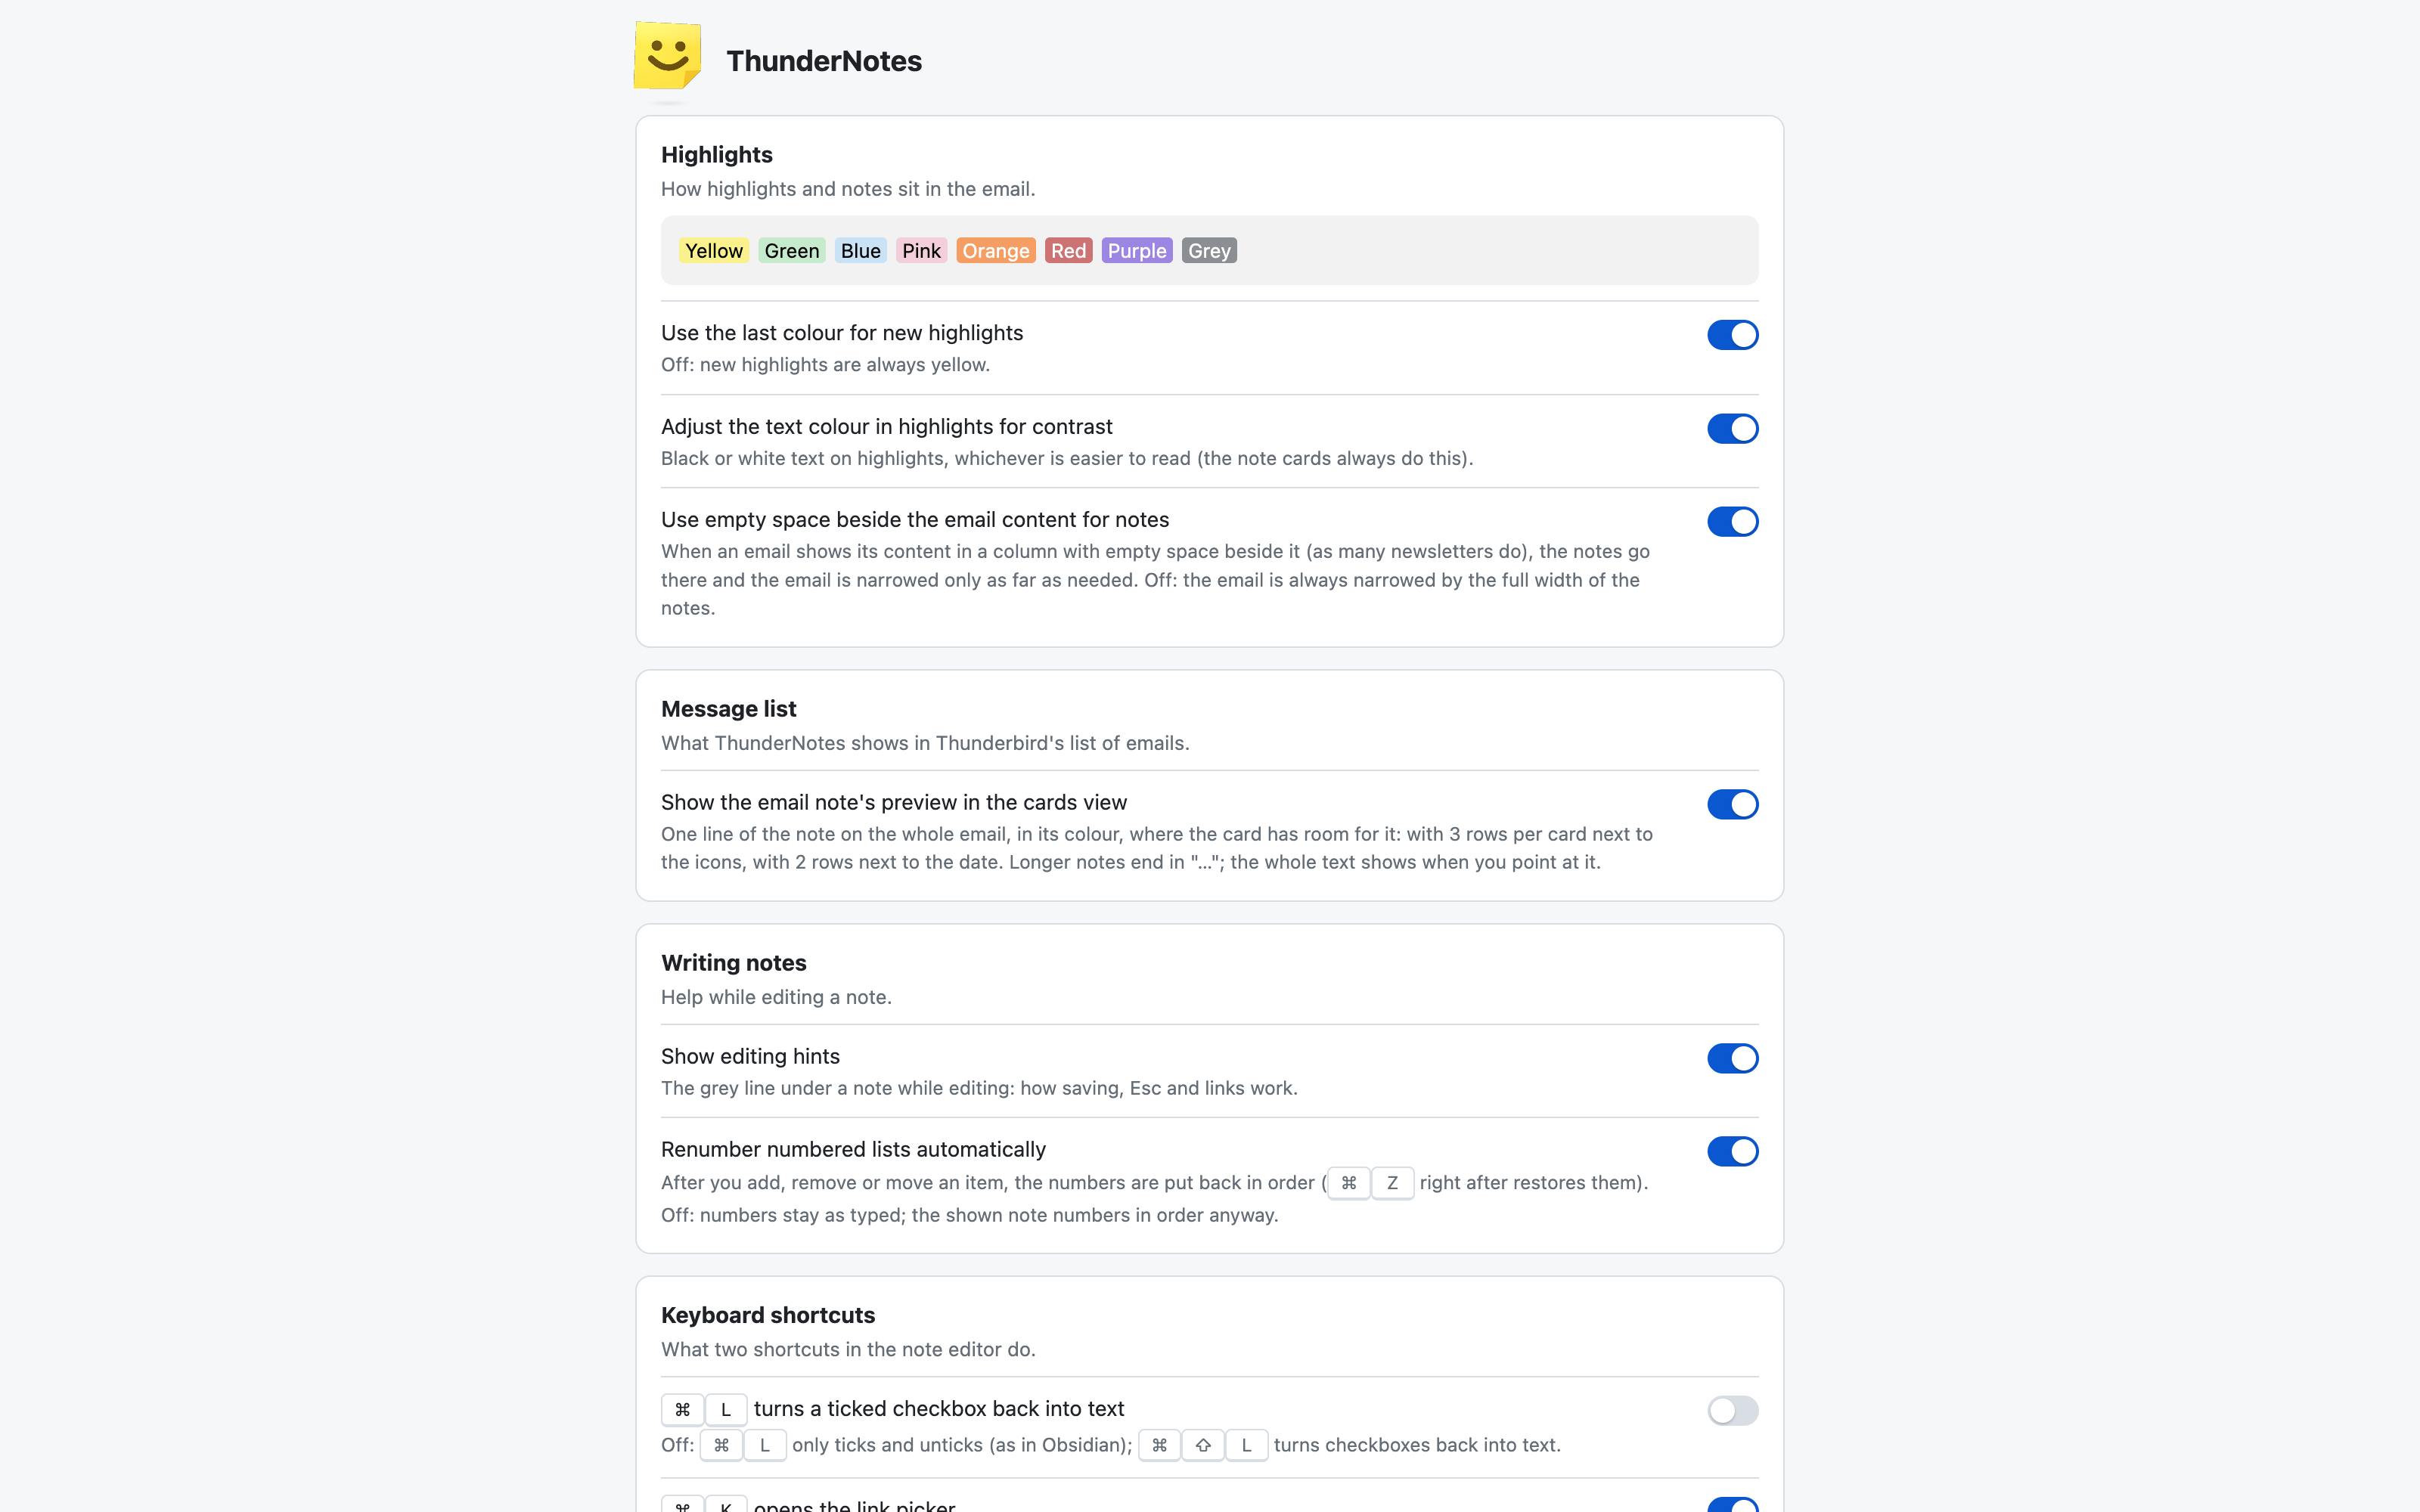 ThunderNotes
Highlights
How highlights and notes sit in the email.
Yellow Green Blue Pink Orange Red Purple Grey
Use the last colour for new highlights
Off: new highlights are always yellow.
Adjust the text colour in highlights for contrast
Black or white text on highlights, whichever is easier to read (the note cards always do this).
Use empty space beside the email content for notes
When an email shows its content in a column with empty space beside it (as many newsletters do), the notes go
there and the email is narrowed only as far as needed. Off: the email is always narrowed by the full width of the
notes.
Message list
What ThunderNotes shows in Thunderbird's list of emails.
Show the email note's preview in the cards view
One line of the note on the whole email, in its colour, where the card has room for it: with 3 rows per card next to
the icons, with 2 rows next to the date. Longer notes end in "..."; the whole text shows when you point at it.
Writing notes
Help while editing a note.
Show editing hints
The grey line under a note while editing: how saving, Esc and links work.
Renumber numbered lists automatically
After you add, remove or move an item, the numbers are put back in order (⌘ Z right after restores them).
Off: numbers stay as typed; the shown note numbers in order anyway.
Keyboard shortcuts
What two shortcuts in the note editor do.
⌘ L turns a ticked checkbox back into text
Off: ⌘ L only ticks and unticks (as in Obsidian); ⌘ ⇧ L turns checkboxes back into text.
⌘ K opens the link picker